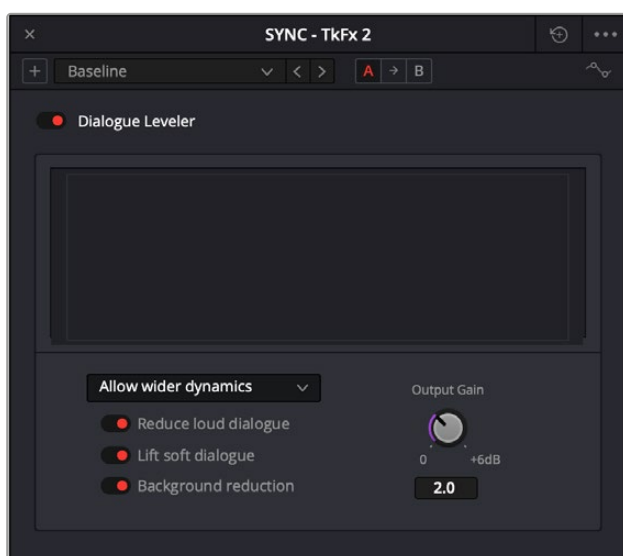 SYNC - TkFx 2
Baseline
A
B
Dialogue Leveler
Allow wider dynamics
Output Gain
Reduce loud dialogue
Lift soft dialogue
0
+6dB
Background reduction
2.0